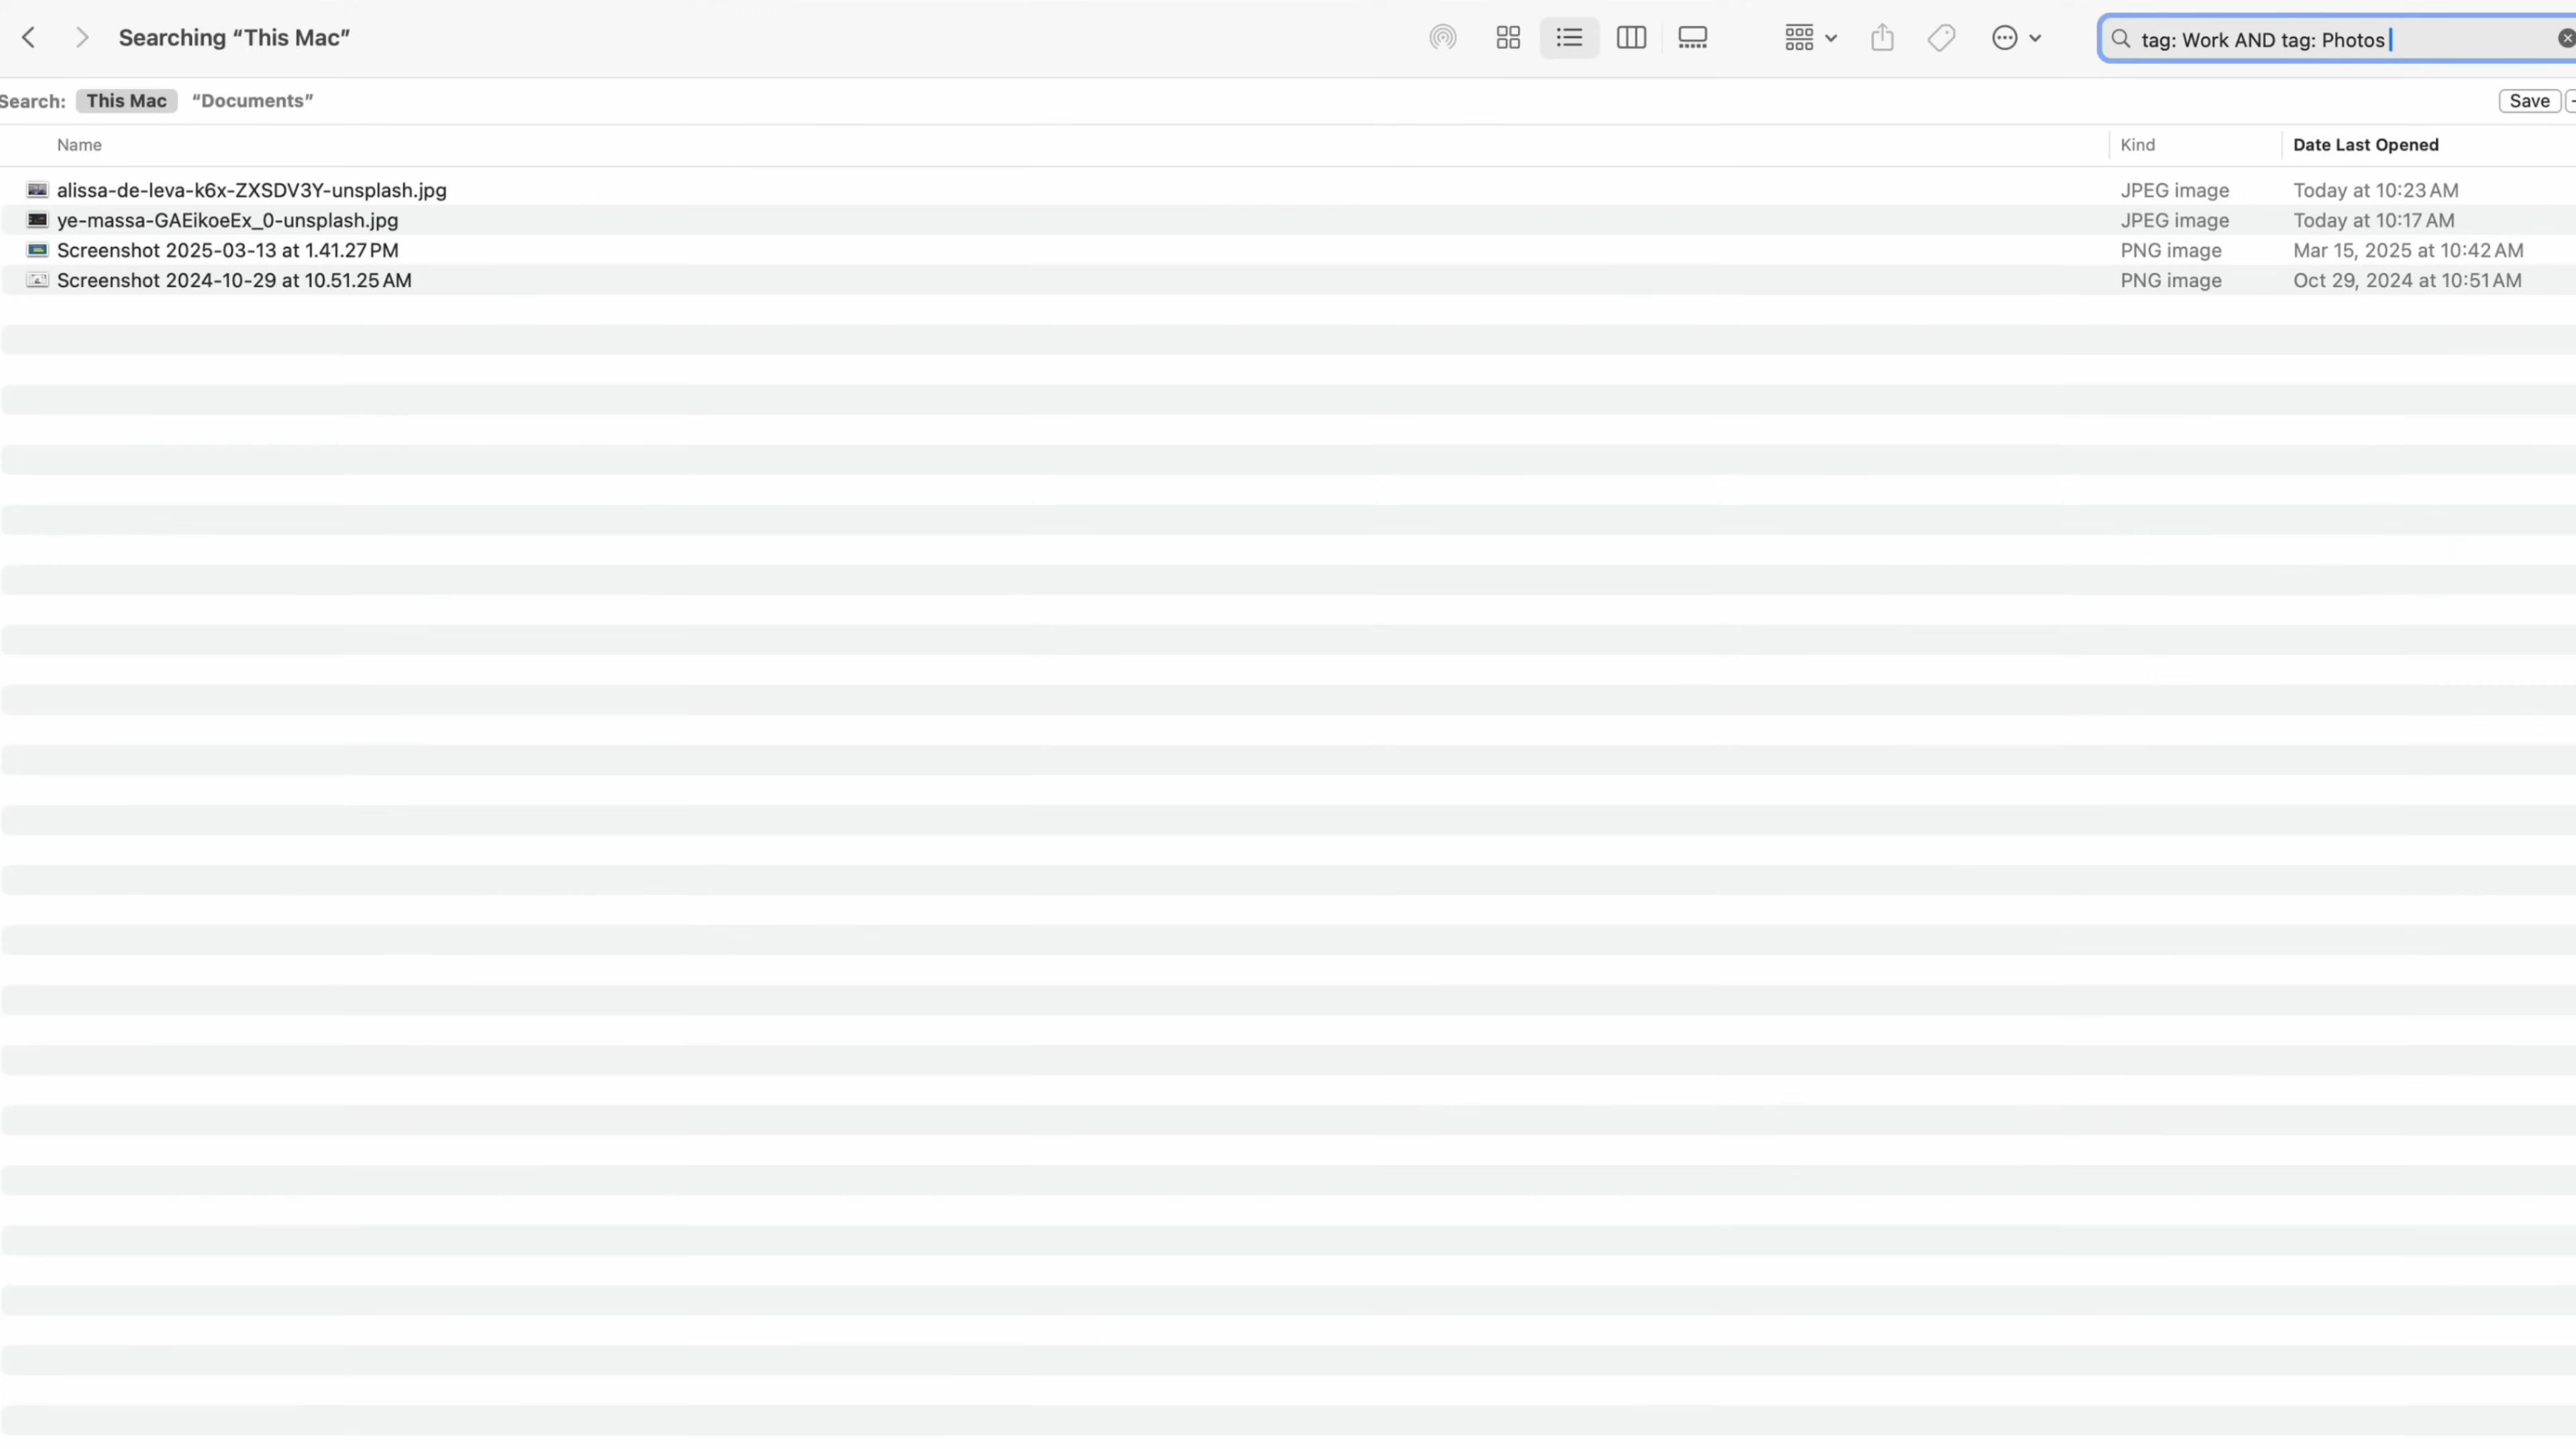 Searching “This Mac”
tag: Work AND tag: Photos
Search: This Mac “Documents” Save
Name Kind Date Last Opened
alissa-de-leva-k6x-ZXSDV3Y-unsplash.jpg JPEG image Today at 10:23 AM
ye-massa-GAEikoeEx_0-unsplash.jpg JPEG image Today at 10:17 AM
Screenshot 2025-03-13 at 1.41.27 PM PNG image Mar 15, 2025 at 10:42 AM
Screenshot 2024-10-29 at 10.51.25 AM PNG image Oct 29, 2024 at 10:51 AM